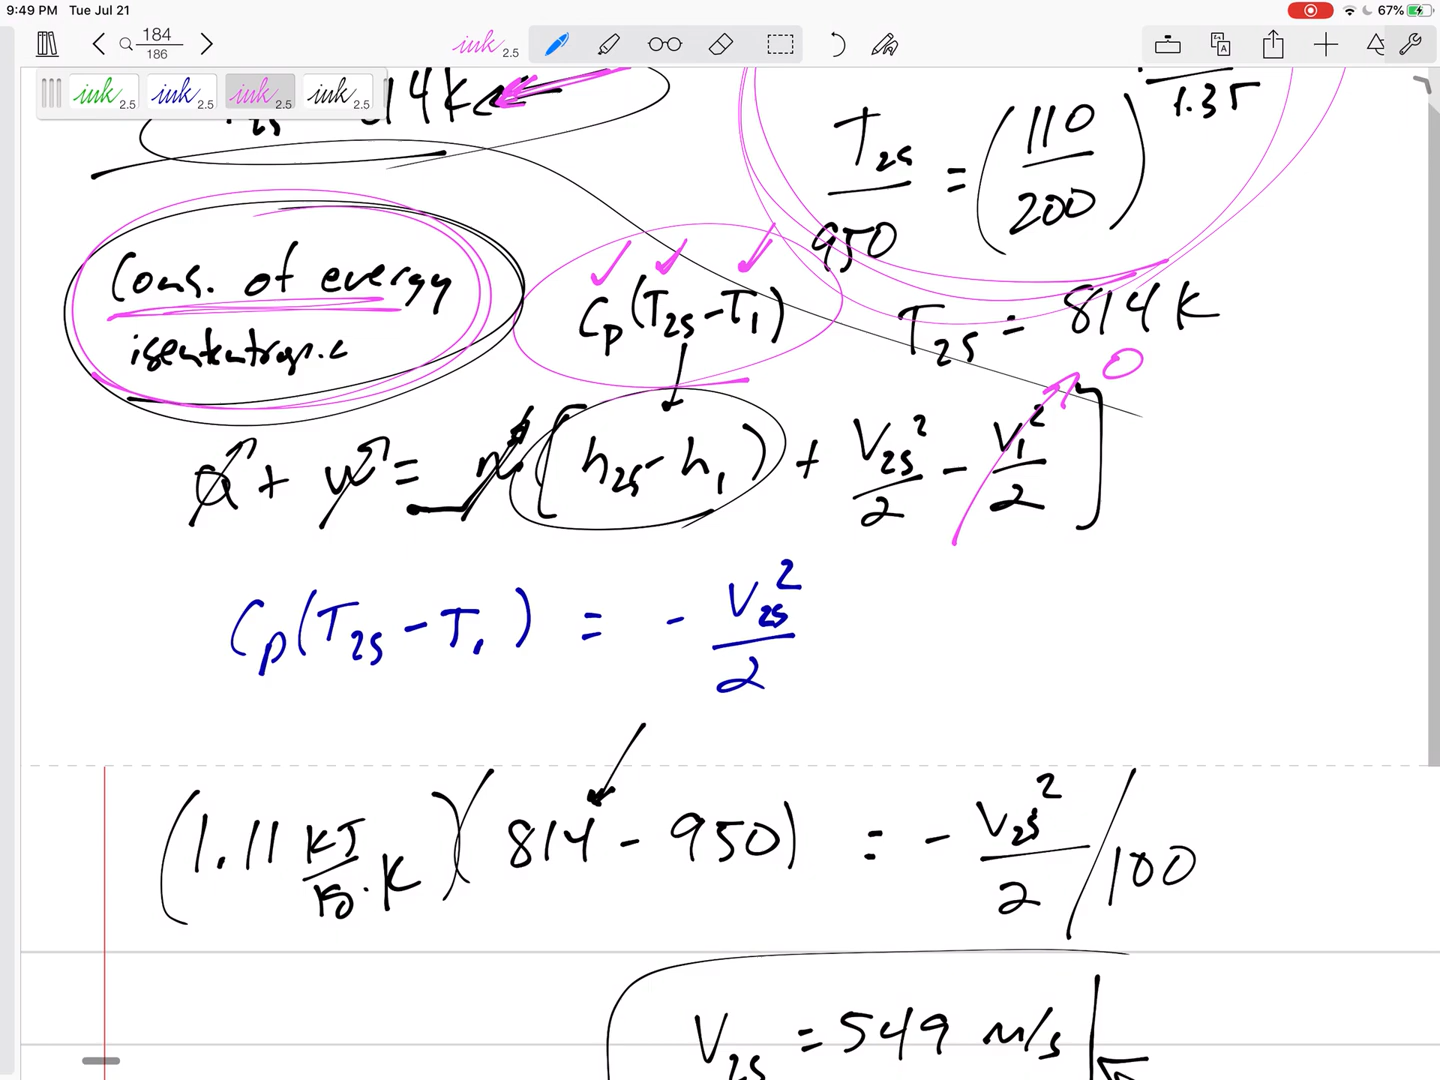 9:49 PM Tue Jul 21
67%
184
186
ink 2.5
ink 2.5 ink 2.5 ink 2.5 ink 2.5
14K
1.35
T2s / 950 = (110 / 200)
T2s = 814 K
Cons. of energy
Cp(T2s - T1)
0
+ W = [h2s - h1) + V2s² / 2 - V1² / 2]
Cp(T2s - T1) = - V2s² / 2
(1.11 KJ / kg·K)(814 - 950) = - V2s² / 2 / 100
V2s = 549 m/s